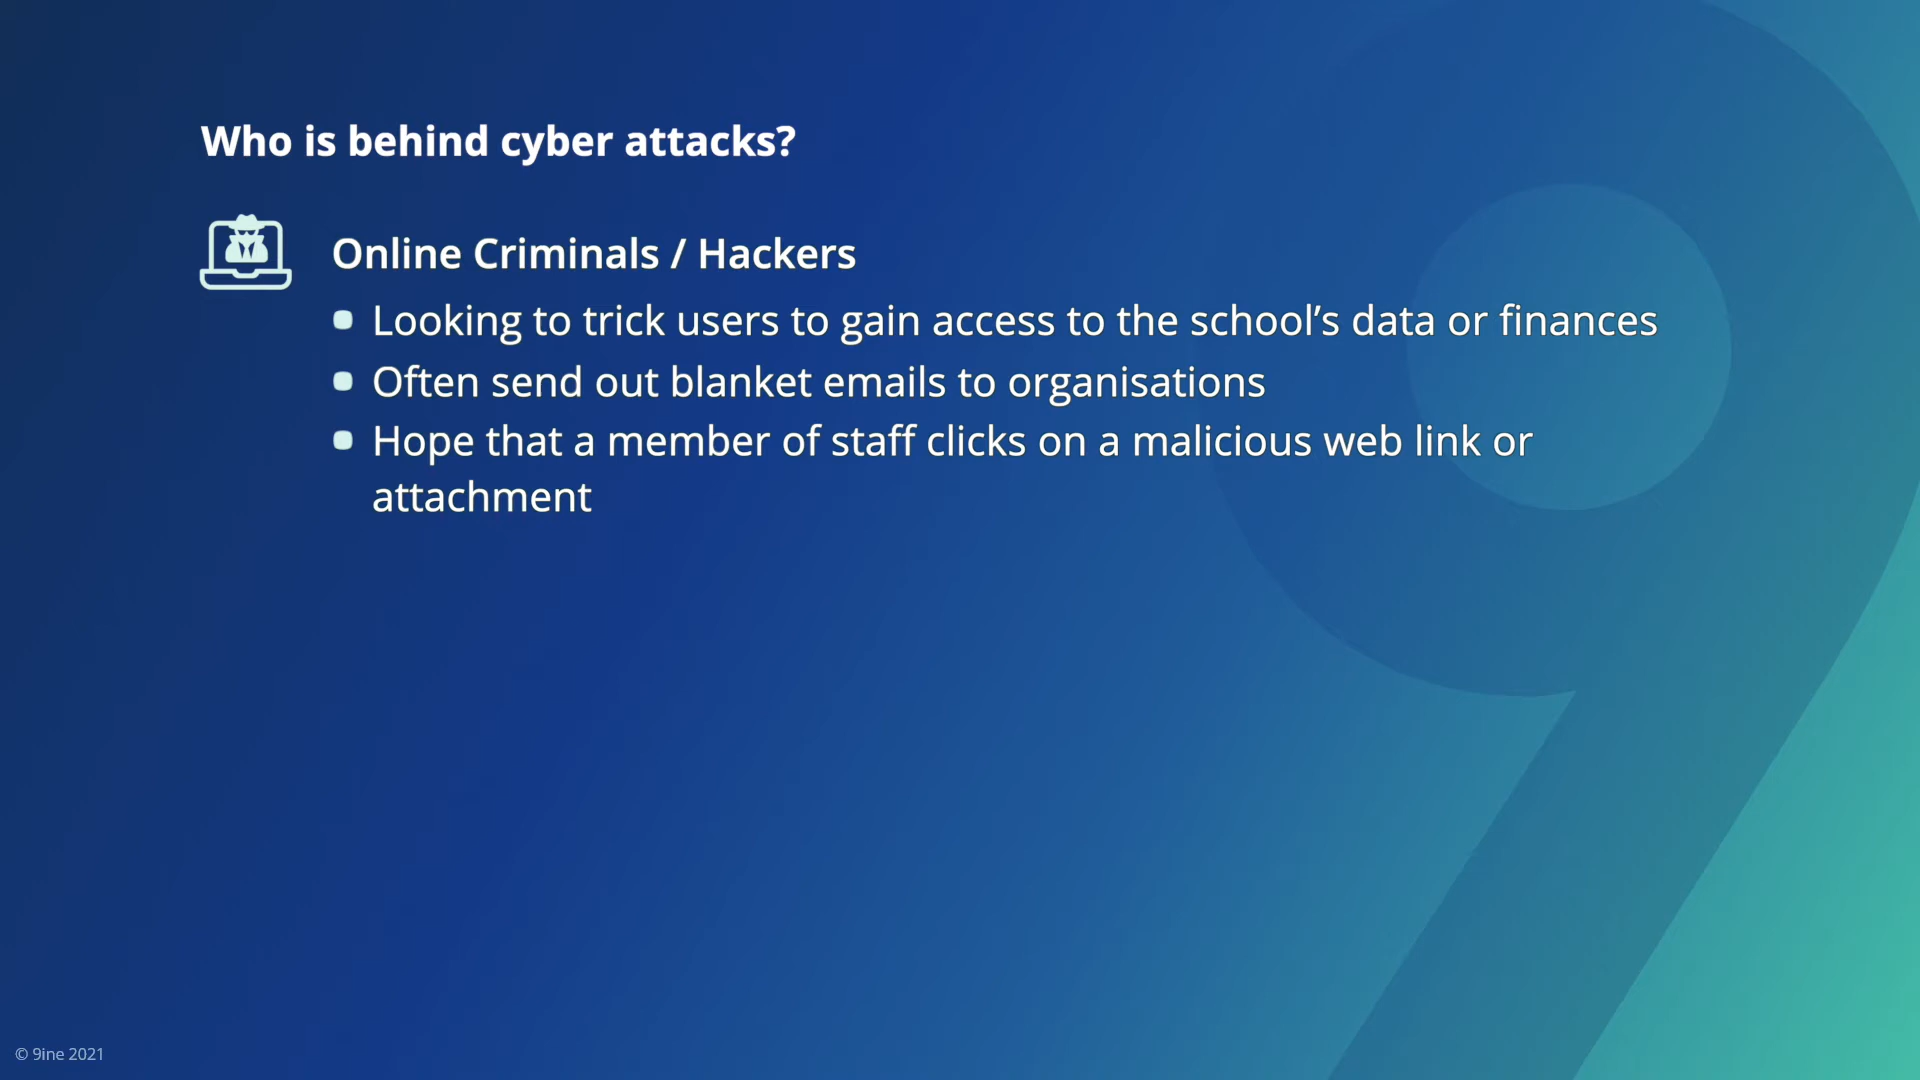 Who is behind cyber attacks?
Online Criminals / Hackers
Looking to trick users to gain access to the school’s data or finances
Often send out blanket emails to organisations
Hope that a member of staff clicks on a malicious web link or
attachment
© 9ine 2021